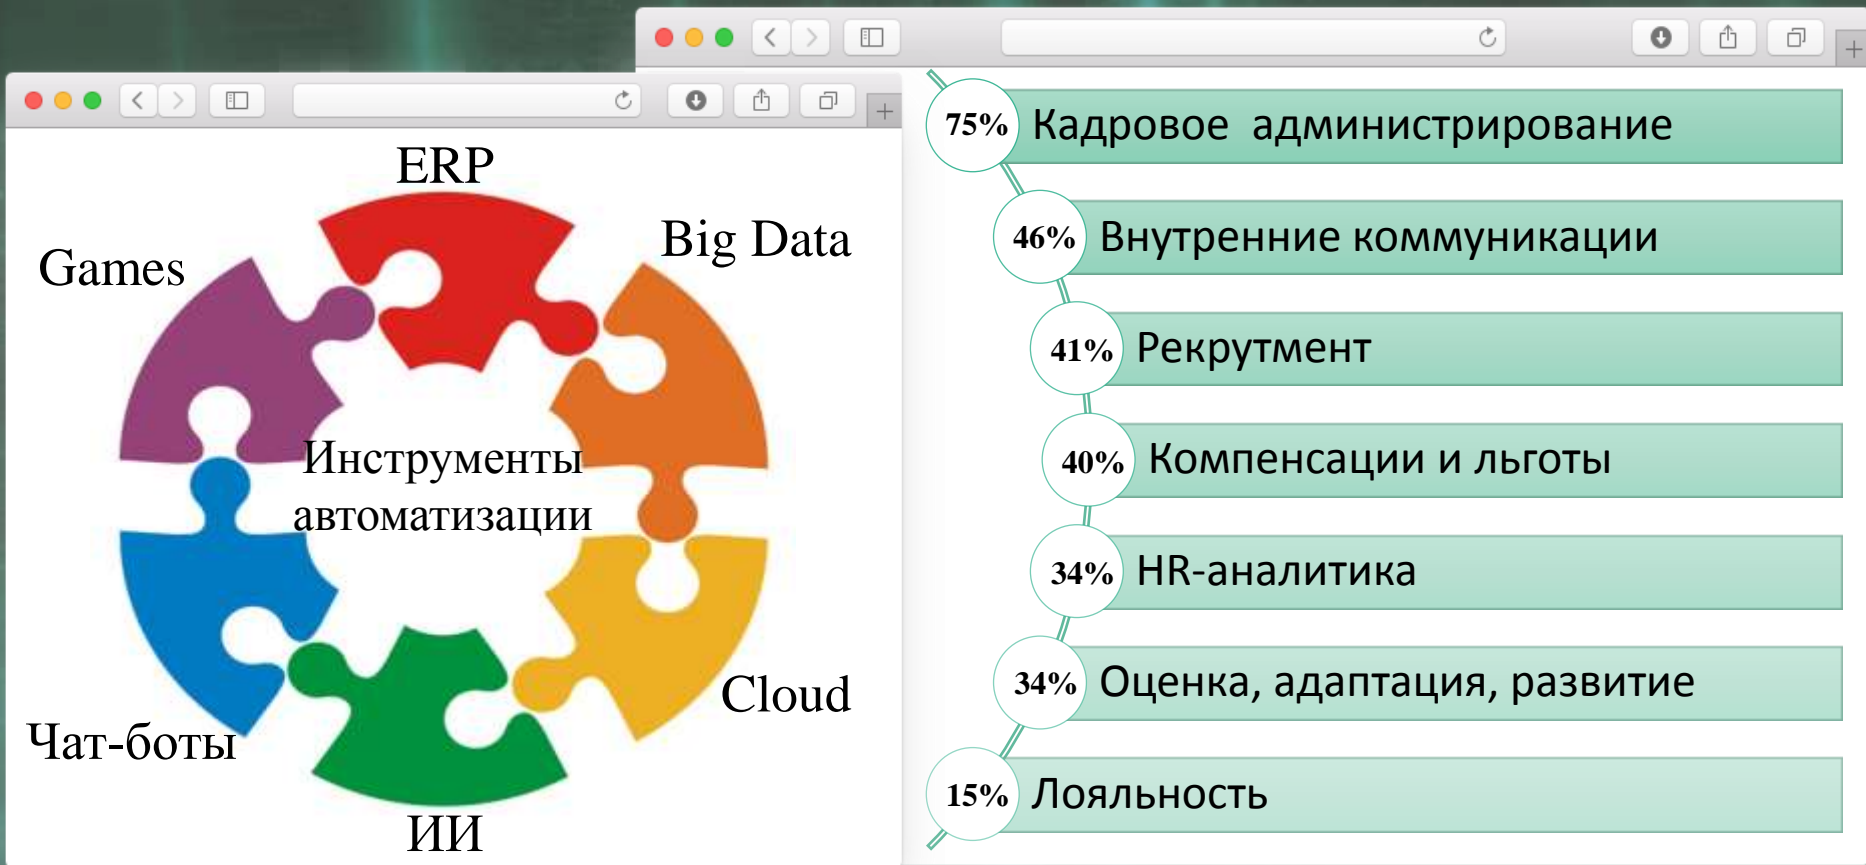 ERP
Big Data
Games
Инструменты
автоматизации
Cloud
Чат-боты
ИИ
75% Кадровое администрирование
46% Внутренние коммуникации
41% Рекрутмент
40% Компенсации и льготы
34% HR-аналитика
34% Оценка, адаптация, развитие
15% Лояльность